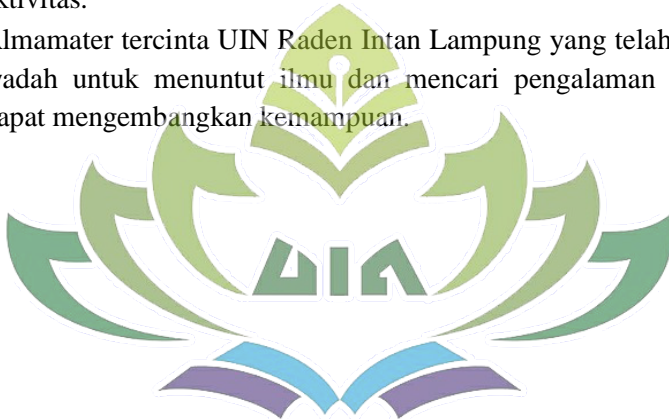 ktivitas.
lmamater tercinta UIN Raden Intan Lampung yang telah
adah untuk menuntut ilmu dan mencari pengalaman
apat mengembangkan kemampuan.
UIN